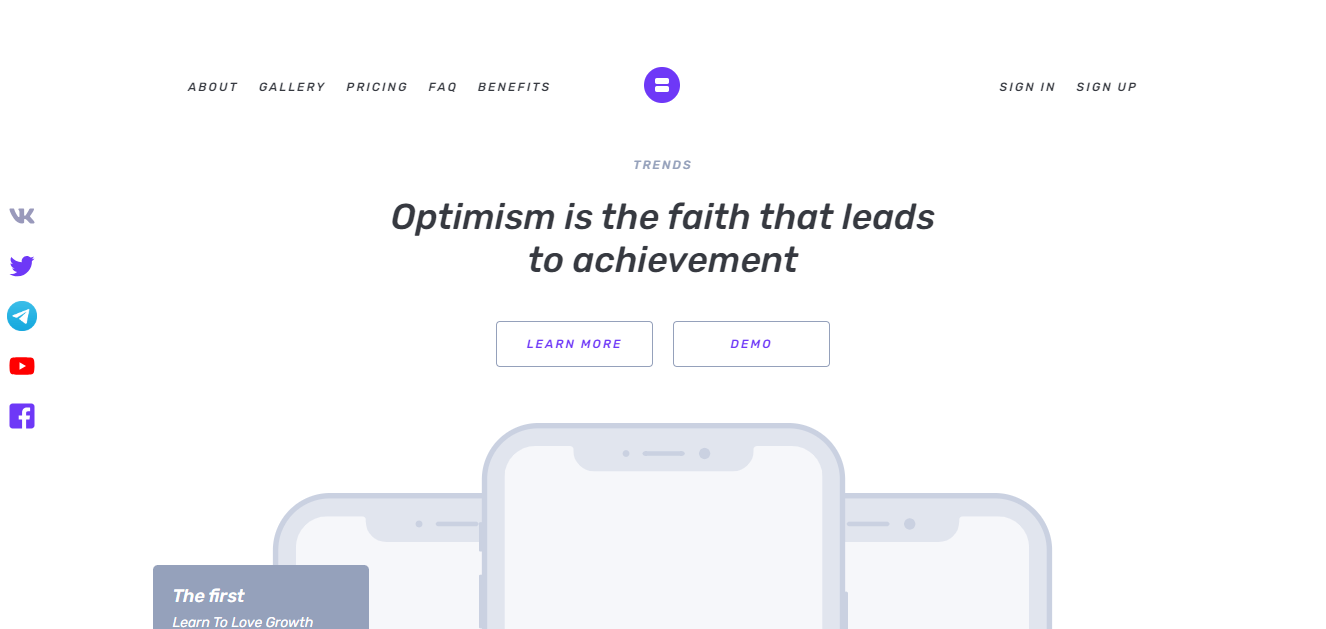 ABOUT GALLERY PRICING FAQ BENEFITS SIGN IN SIGN UP
TRENDS
Optimism is the faith that leads
to achievement
LEARN MORE DEMO
The first
Learn To Love Growth